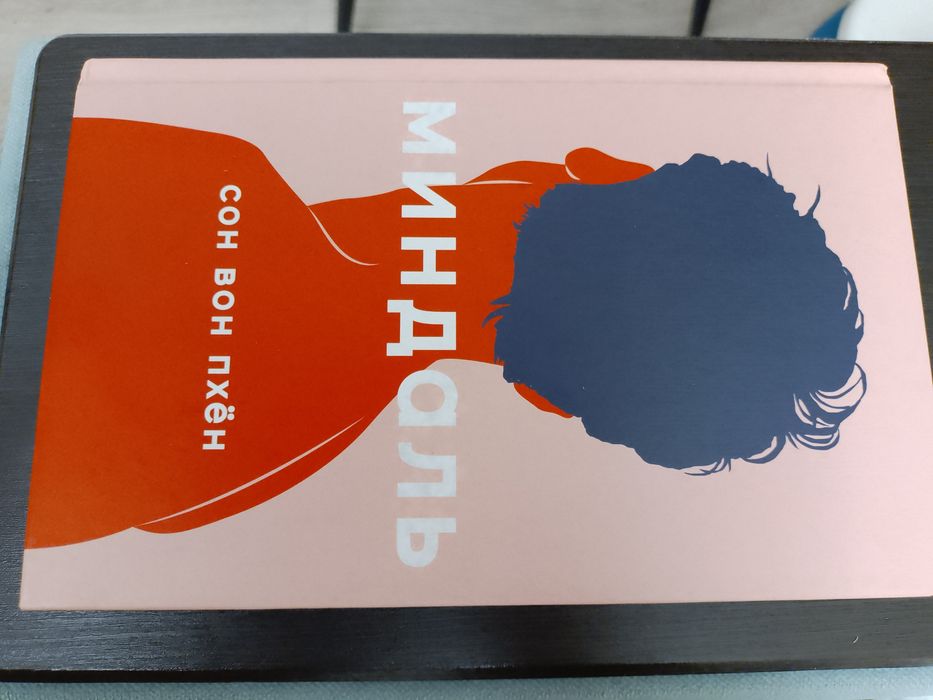 миндаль
сон вон пхён